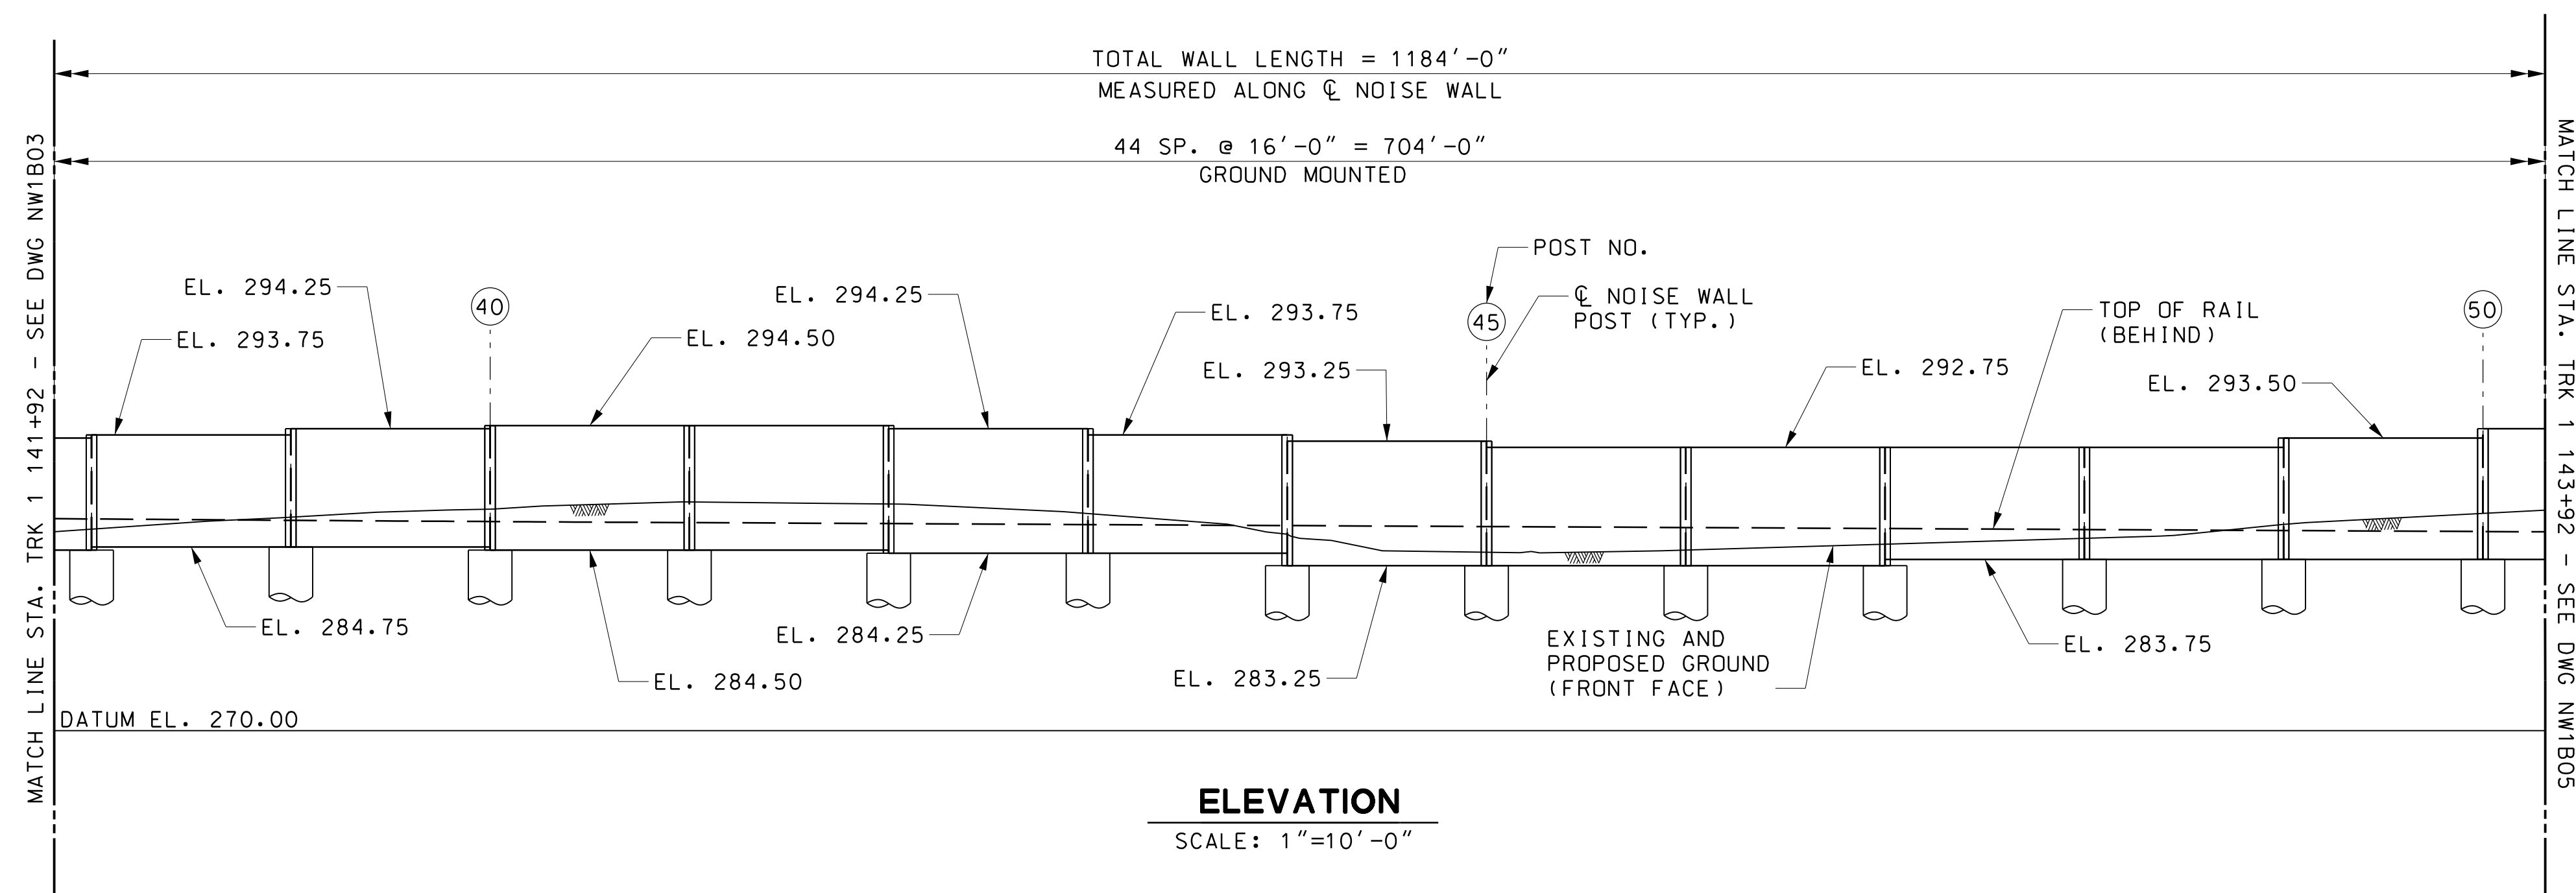 TOTAL WALL LENGTH = 1184'-0"
MEASURED ALONG ℄ NOISE WALL
44 SP. @ 16'-0" = 704'-0"
GROUND MOUNTED
MATCH LINE STA. TRK 1 141+92 - SEE DWG NW1B03
MATCH LINE STA. TRK 1 143+92 - SEE DWG NW1B05
POST NO.
EL. 294.25
EL. 293.75
40
EL. 294.25
EL. 294.50
EL. 293.75
EL. 293.25
45
℄ NOISE WALL
POST (TYP.)
EL. 292.75
TOP OF RAIL
(BEHIND)
EL. 293.50
50
EL. 284.75
EL. 284.50
EL. 284.25
EL. 283.25
EXISTING AND
PROPOSED GROUND
(FRONT FACE)
EL. 283.75
DATUM EL. 270.00
ELEVATION
SCALE: 1"=10'-0"